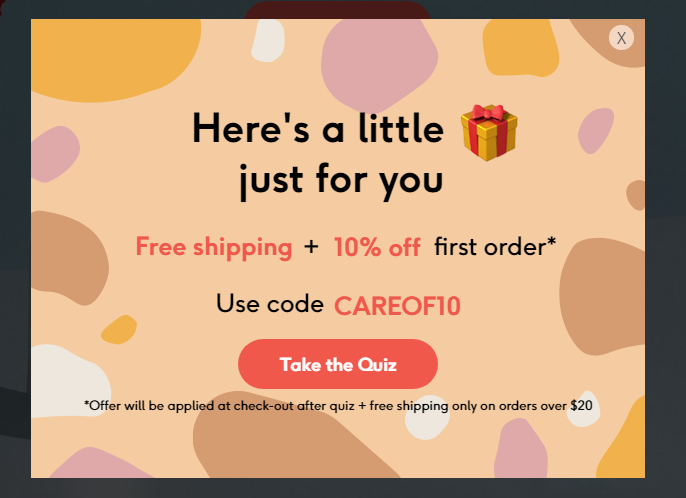 X
Here's a little
just for you
Free shipping + 10% off first order*
Use code CAREOF10
Take the Quiz
*Offer will be applied at check-out after quiz + free shipping only on orders over $20